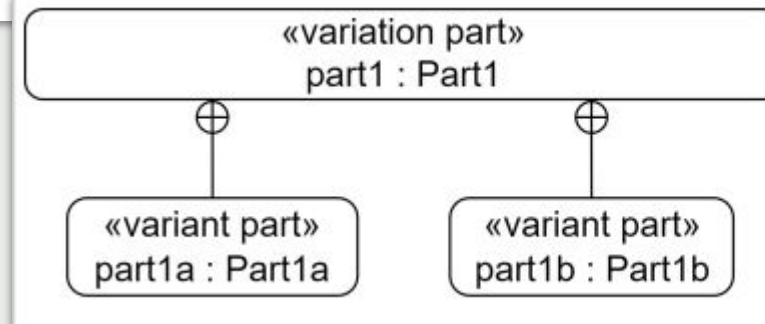 «variation part»
part1 : Part1
«variant part»
part1a : Part1a
«variant part»
part1b : Part1b